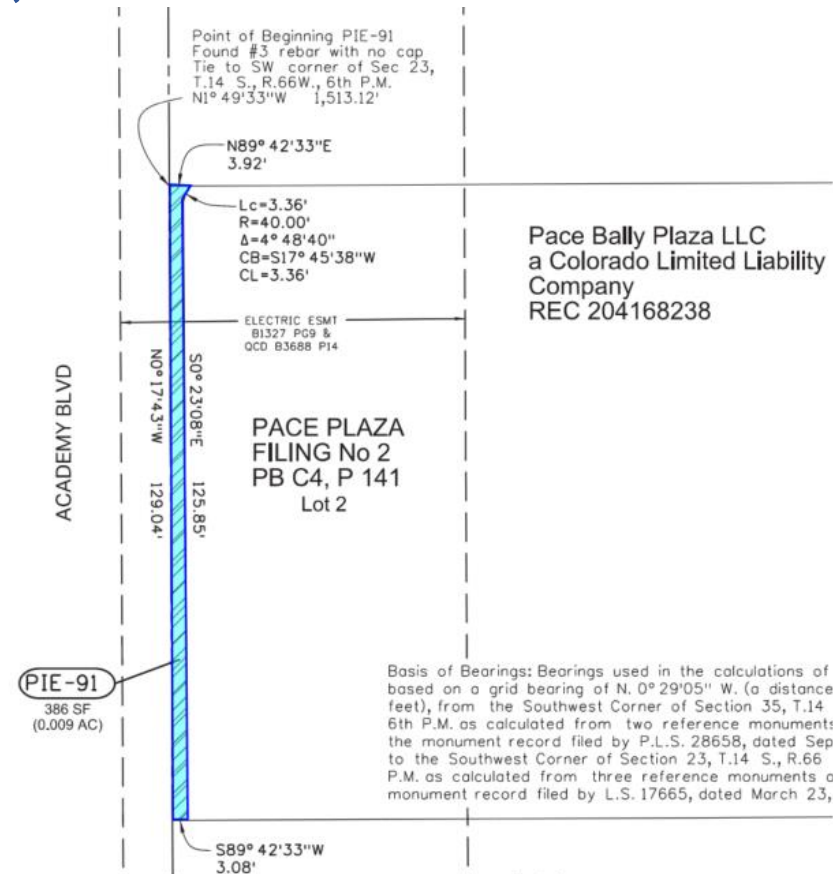 Point of Beginning PIE-91
Found #3 rebar with no cap
Tie to SW corner of Sec 23,
T.14 S., R.66W., 6th P.M.
N1° 49'33"W 1,513.12'
N89° 42'33"E
3.92'
Lc=3.36'
R=40.00'
Δ=4° 48'40"
CB=S17° 45'38"W
CL=3.36'
Pace Bally Plaza LLC
a Colorado Limited Liability
Company
REC 204168238
ELECTRIC ESMT
B1327 PG9 &
QCD B3688 P14
ACADEMY BLVD
N0° 17'43"W 129.04'
S0° 23'08"E 125.85'
PACE PLAZA
FILING No 2
PB C4, P 141
Lot 2
PIE-91
386 SF
(0.009 AC)
Basis of Bearings: Bearings used in the calculations of
based on a grid bearing of N. 0° 29'05" W. (a distance
feet), from the Southwest Corner of Section 35, T.14
6th P.M. as calculated from two reference monuments
the monument record filed by P.L.S. 28658, dated Sep
to the Southwest Corner of Section 23, T.14 S., R.66
P.M. as calculated from three reference monuments a
monument record filed by L.S. 17665, dated March 23,
S89° 42'33"W
3.08'